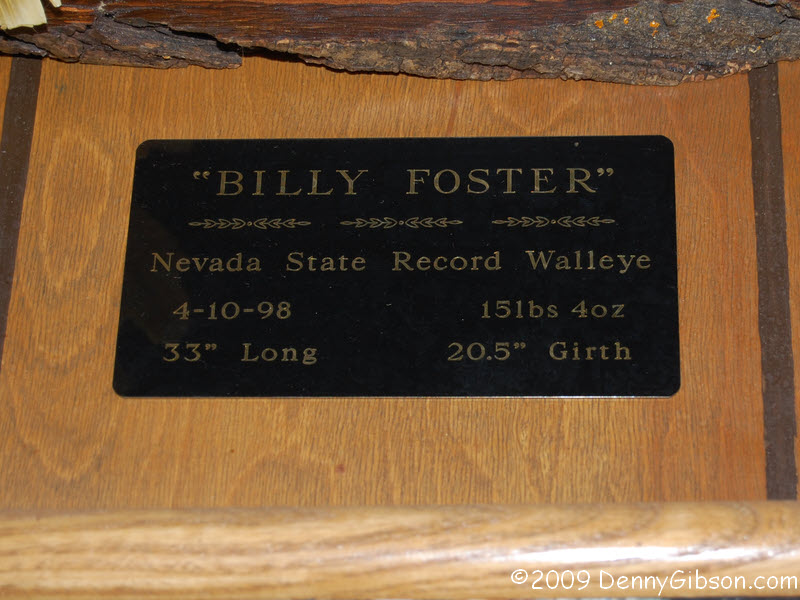 "BILLY FOSTER"
Nevada State Record Walleye
4-10-98 15lbs 4oz
33" Long 20.5" Girth
©2009 DennyGibson.com